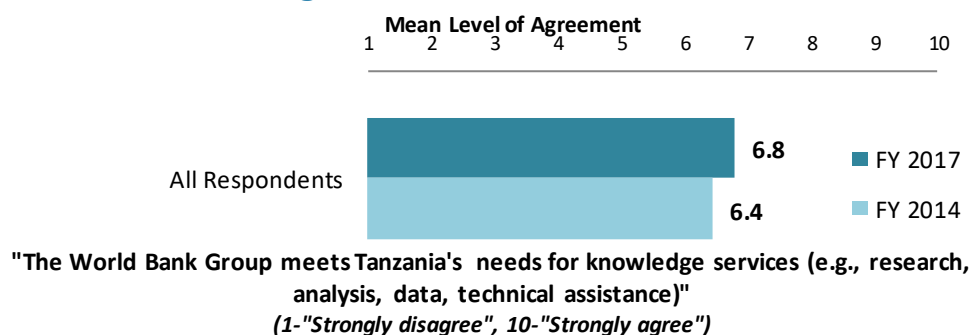 Mean Level of Agreement
1 2 3 4 5 6 7 8 9 10
All Respondents
6.8
6.4
FY 2017
FY 2014
"The World Bank Group meets Tanzania's needs for knowledge services (e.g., research,
analysis, data, technical assistance)"
(1-"Strongly disagree", 10-"Strongly agree")